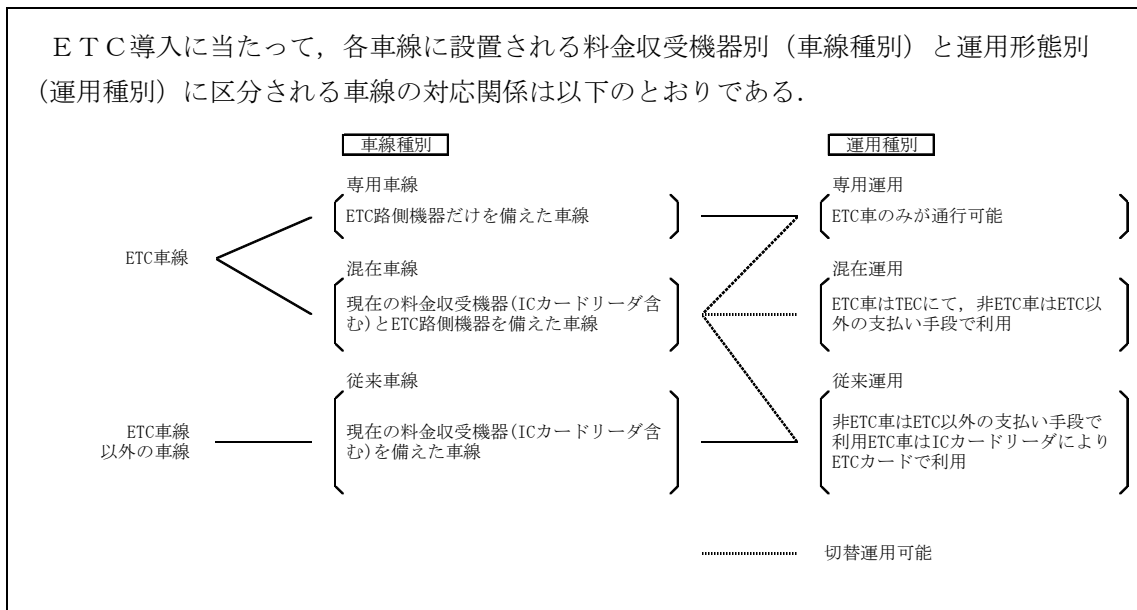 ＥＴＣ導入に当たって，各車線に設置される料金収受機器別（車線種別）と運用形態別
（運用種別）に区分される車線の対応関係は以下のとおりである．
車線種別
運用種別
専用車線
ETC路側機器だけを備えた車線
専用運用
ETC車のみが通行可能
ETC車線
混在車線
現在の料金収受機器(ICカードリーダ含
む)とETC路側機器を備えた車線
混在運用
ETC車はTECにて，非ETC車はETC以
外の支払い手段で利用
ETC車線
以外の車線
従来車線
現在の料金収受機器(ICカードリーダ含
む)を備えた車線
従来運用
非ETC車はETC以外の支払い手段で
利用ETC車はICカードリーダにより
ETCカードで利用
切替運用可能